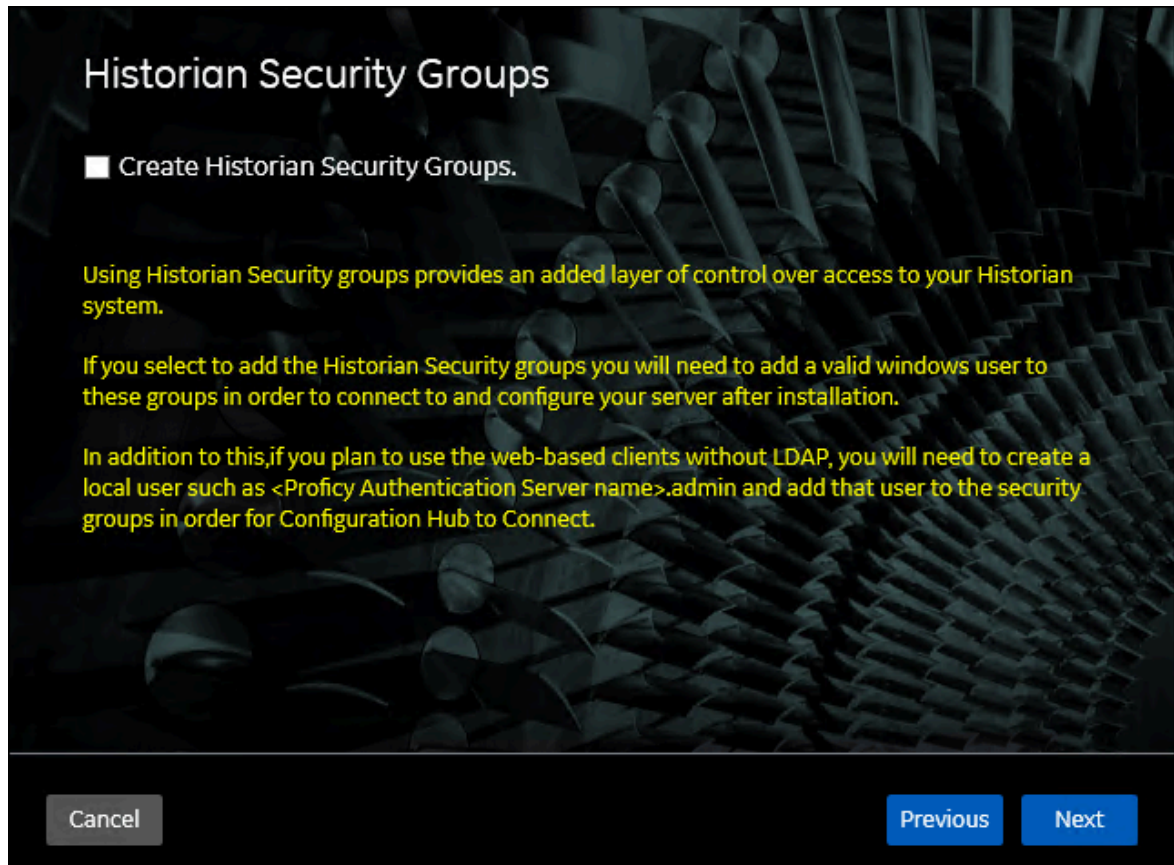 Historian Security Groups
Create Historian Security Groups.
Using Historian Security groups provides an added layer of control over access to your Historian
system.
If you select to add the Historian Security groups you will need to add a valid windows user to
these groups in order to connect to and configure your server after installation.
In addition to this,if you plan to use the web-based clients without LDAP, you will need to create a
local user such as <Proficy Authentication Server name>.admin and add that user to the security
groups in order for Configuration Hub to Connect.
Cancel
Previous
Next